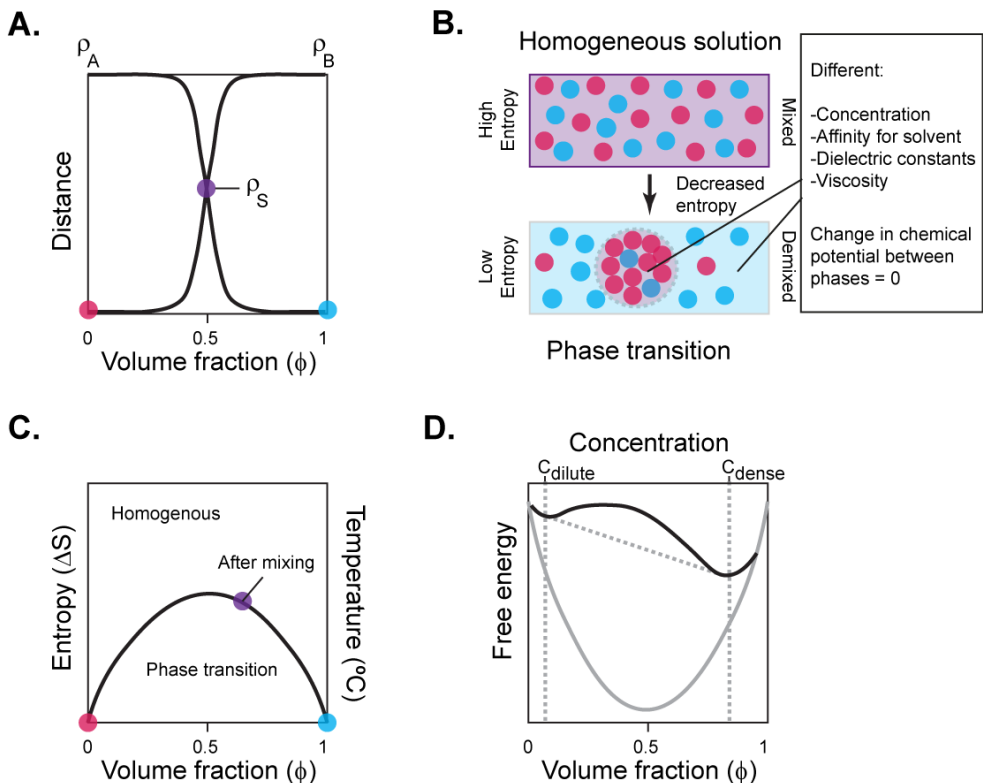 A.
ρA
ρB
ρS
Distance
0
0.5
1
Volume fraction (ϕ)
B.
Homogeneous solution
High
Entropy
Mixed
Decreased
entropy
Low
Entropy
Demixed
Phase transition
Different:
-Concentration
-Affinity for solvent
-Dielectric constants
-Viscosity
Change in chemical
potential between
phases = 0
C.
Homogenous
After mixing
Phase transition
Entropy (ΔS)
Temperature (ºC)
0
0.5
1
Volume fraction (ϕ)
D.
Concentration
Cdilute
Cdense
Free energy
0
0.5
1
Volume fraction (ϕ)